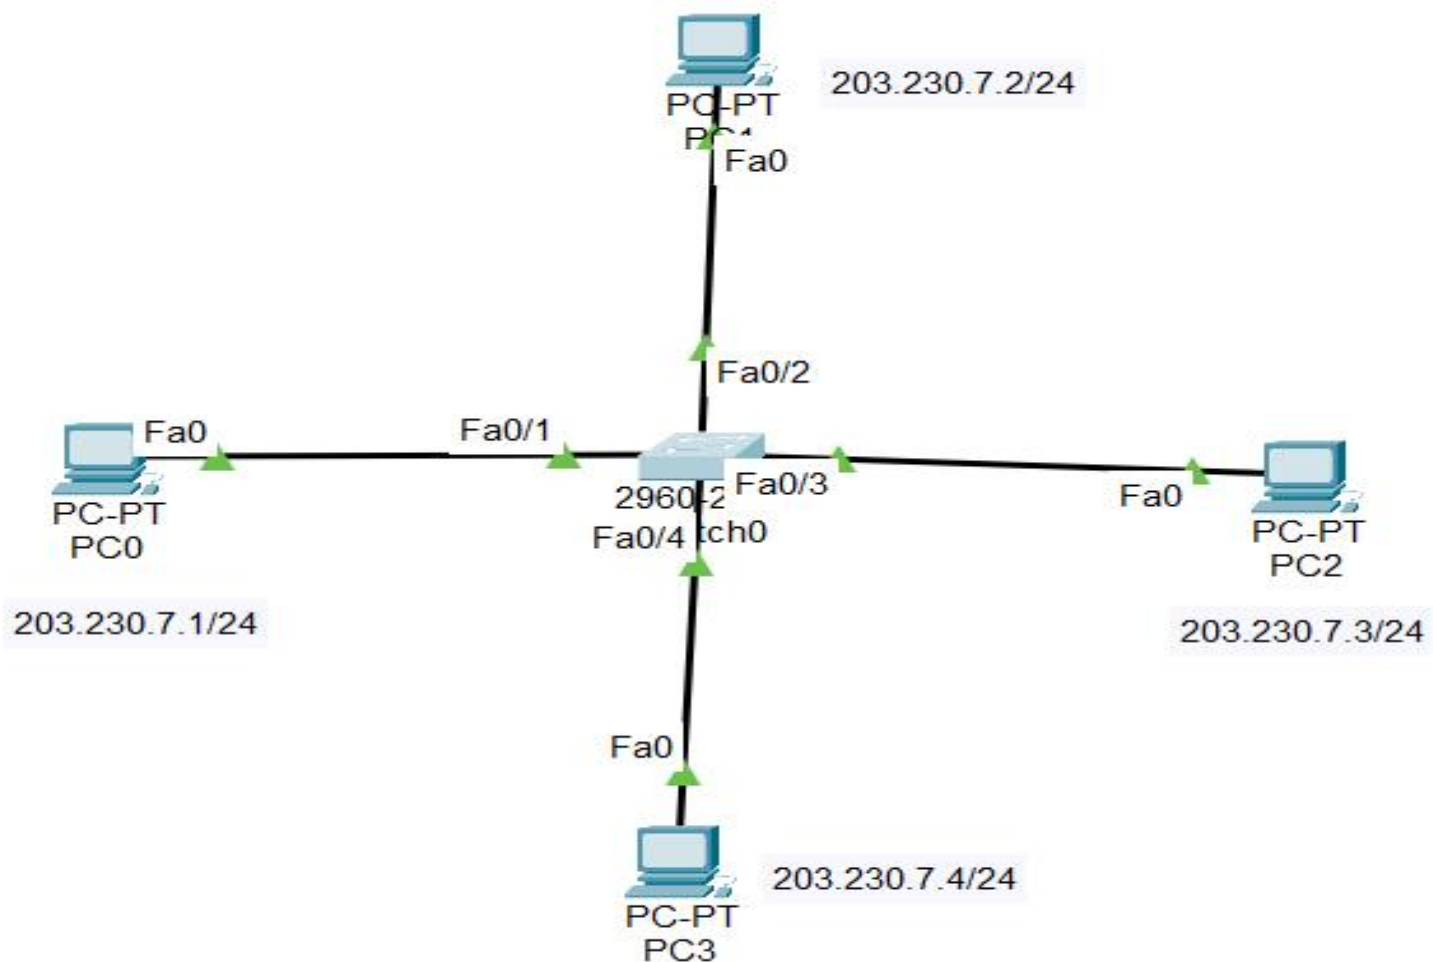 PC-PT
203.230.7.2/24
Fa0
Fa0/2
Fa0
Fa0/1
PC-PT
PC0
203.230.7.1/24
Fa0/3
Fa0/4
Fa0
PC-PT
PC2
203.230.7.3/24
Fa0
PC-PT
PC3
203.230.7.4/24